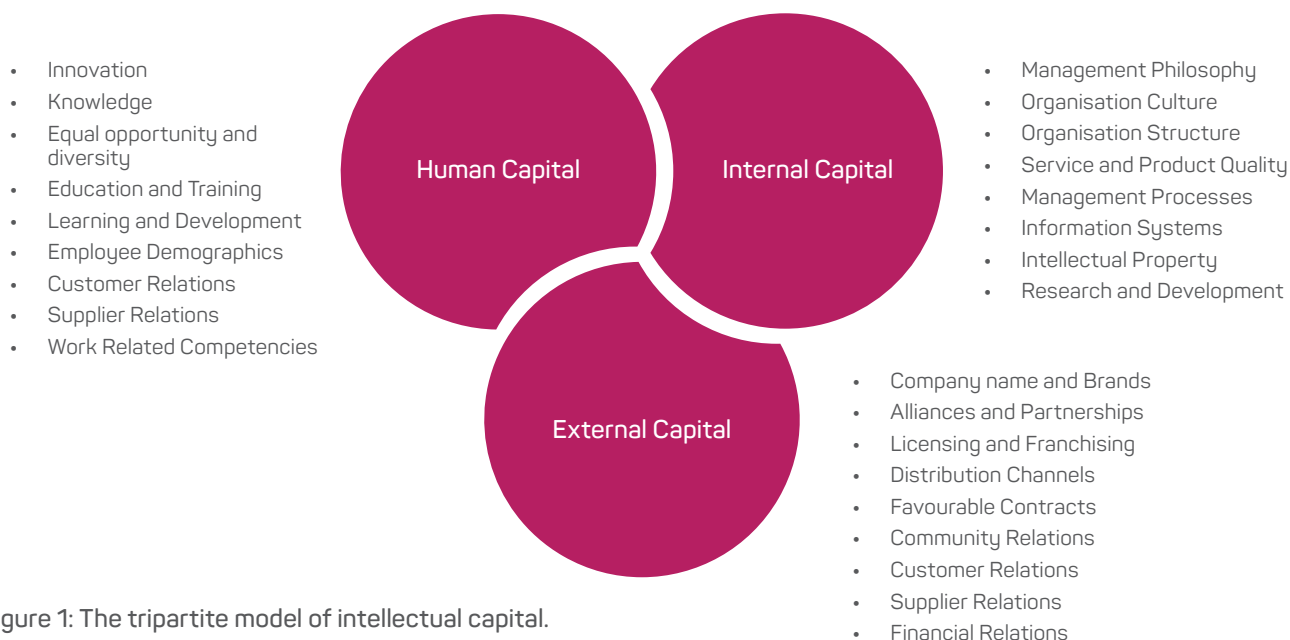 • Innovation
• Knowledge
• Equal opportunity and
diversity
• Education and Training
• Learning and Development
• Employee Demographics
• Customer Relations
• Supplier Relations
• Work Related Competencies
Human Capital
Internal Capital
• Management Philosophy
• Organisation Culture
• Organisation Structure
• Service and Product Quality
• Management Processes
• Information Systems
• Intellectual Property
• Research and Development
External Capital
• Company name and Brands
• Alliances and Partnerships
• Licensing and Franchising
• Distribution Channels
• Favourable Contracts
• Community Relations
• Customer Relations
• Supplier Relations
• Financial Relations
gure 1: The tripartite model of intellectual capital.